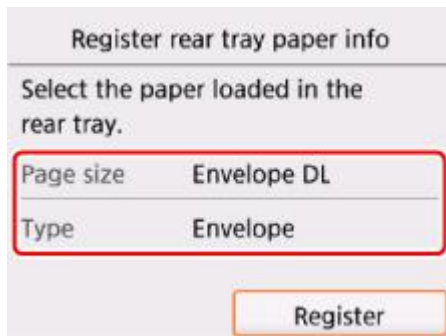 Register rear tray paper info
Select the paper loaded in the
rear tray.
Page size Envelope DL
Type Envelope
Register